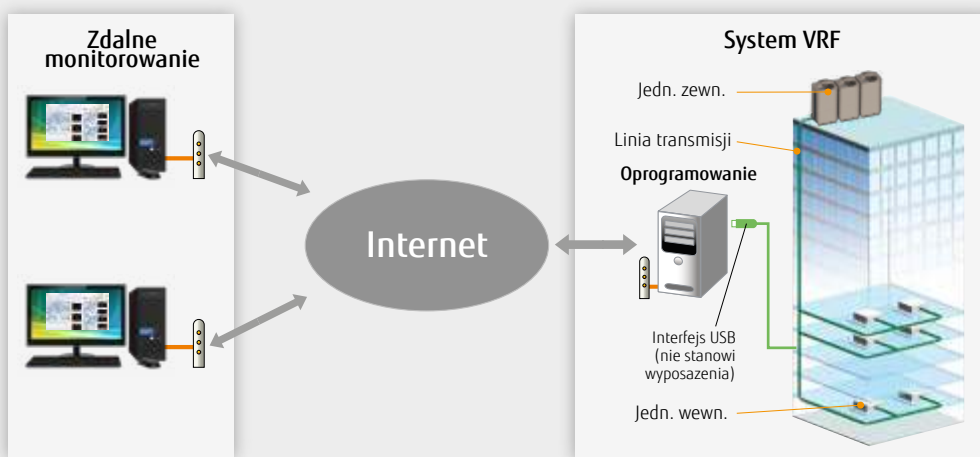 Zdalne
monitorowanie
Internet
System VRF
Jedn. zewn.
Linia transmisji
Oprogramowanie
Interfejs USB
(nie stanowi
wyposazenia)
Jedn. wewn.